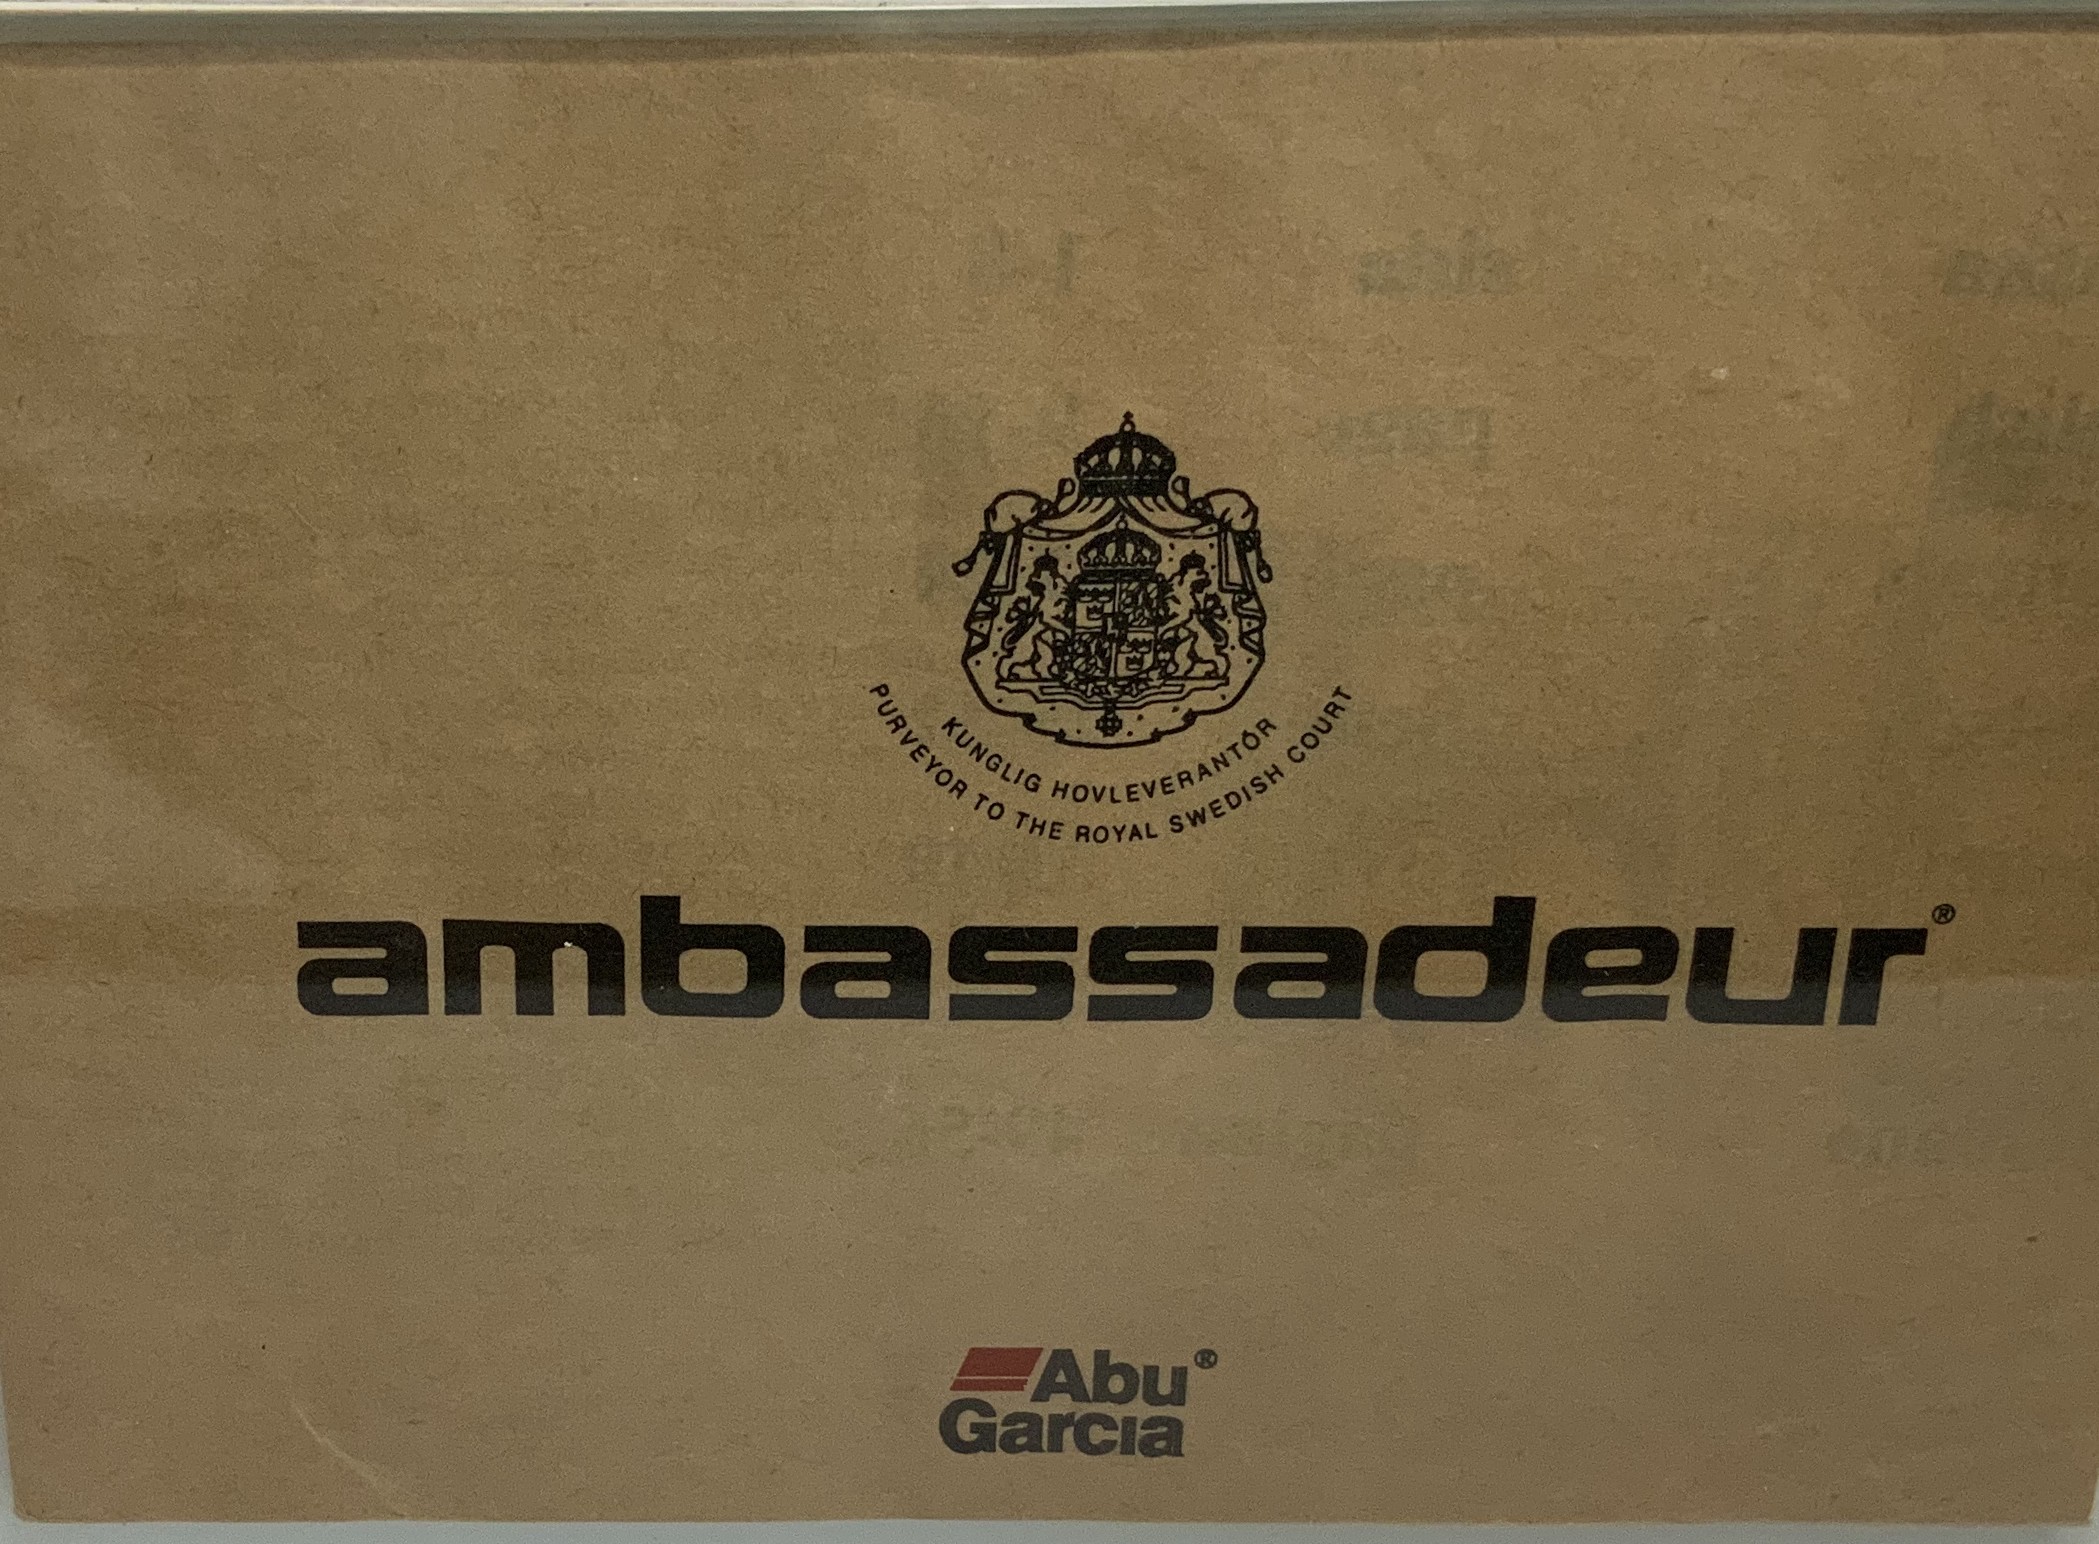 KUNGLIG HOVLEVERANTÖR
PURVEYOR TO THE ROYAL SWEDISH COURT
ambassadeur®
Abu®
Garcia